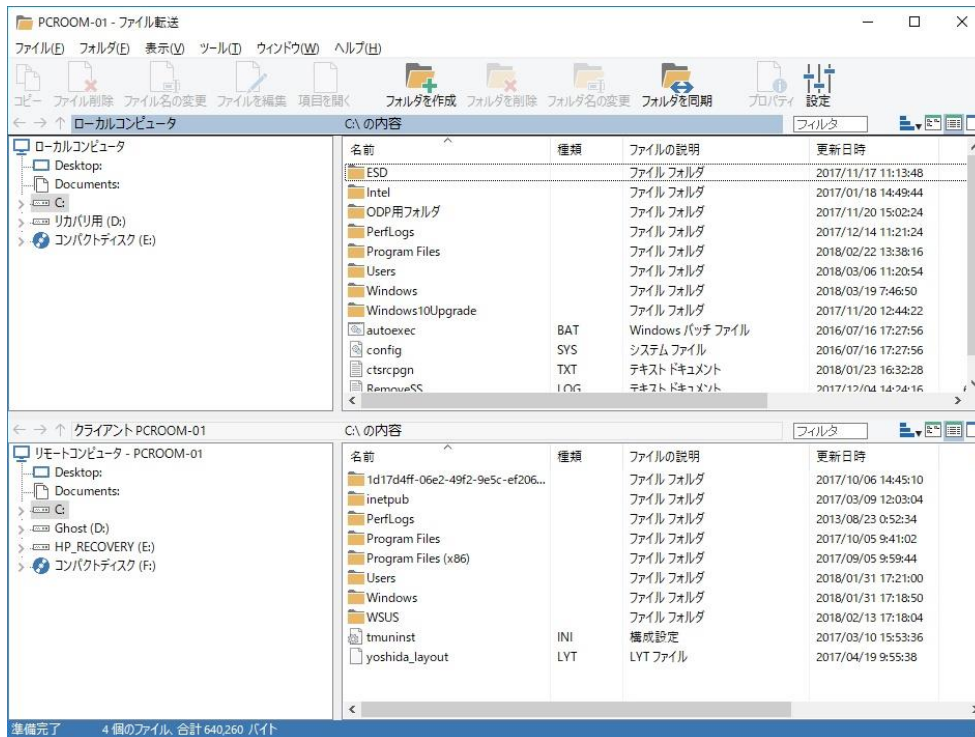 PCROOM-01 - ファイル転送
ファイル(F) フォルダ(F) 表示(V) ツール(T) ウィンドウ(W) ヘルプ(H)
コピー ファイル削除 ファイル名の変更 ファイルを編集 項目を開く フォルダを作成 フォルダを削除 フォルダ名の変更 フォルダを同期 プロパティ 設定
ローカルコンピュータ C:\ の内容 フィルタ
ローカルコンピュータ
Desktop:
Documents:
C:
リカバリ用 (D:)
コンパクトディスク (E:)
名前 種類 ファイルの説明 更新日時
ESD ファイル フォルダ 2017/11/17 11:13:48
Intel ファイル フォルダ 2017/01/18 14:49:44
ODP用フォルダ ファイル フォルダ 2017/11/20 15:02:24
PerfLogs ファイル フォルダ 2017/12/14 11:21:24
Program Files ファイル フォルダ 2018/02/22 13:38:16
Users ファイル フォルダ 2018/03/06 11:20:54
Windows ファイル フォルダ 2018/03/19 7:46:50
Windows10Upgrade ファイル フォルダ 2017/11/20 12:44:22
autoexec BAT Windows バッチ ファイル 2016/07/16 17:27:56
config SYS システム ファイル 2016/07/16 17:27:56
ctsrcpgn TXT テキスト ドキュメント 2018/01/23 16:32:28
RemoveSS LOG テキスト ドキュメント 2017/12/04 14:24:16
クライアント PCROOM-01 C:\ の内容 フィルタ
リモートコンピュータ - PCROOM-01
Desktop:
Documents:
C:
Ghost (D:)
HP_RECOVERY (E:)
コンパクトディスク (F:)
名前 種類 ファイルの説明 更新日時
1d17d4ff-06e2-49f2-9e5c-ef206... ファイル フォルダ 2017/10/06 14:45:10
inetpub ファイル フォルダ 2017/03/09 12:03:04
PerfLogs ファイル フォルダ 2013/08/23 0:52:34
Program Files ファイル フォルダ 2017/10/05 9:41:02
Program Files (x86) ファイル フォルダ 2017/09/05 9:59:44
Users ファイル フォルダ 2018/01/31 17:21:00
Windows ファイル フォルダ 2018/01/31 17:18:50
WSUS ファイル フォルダ 2018/02/13 17:18:04
tmuninst INI 構成設定 2017/03/10 15:53:36
yoshida_layout LYT LYT ファイル 2017/04/19 9:55:38
準備完了 4 個のファイル、合計 640,260 バイト